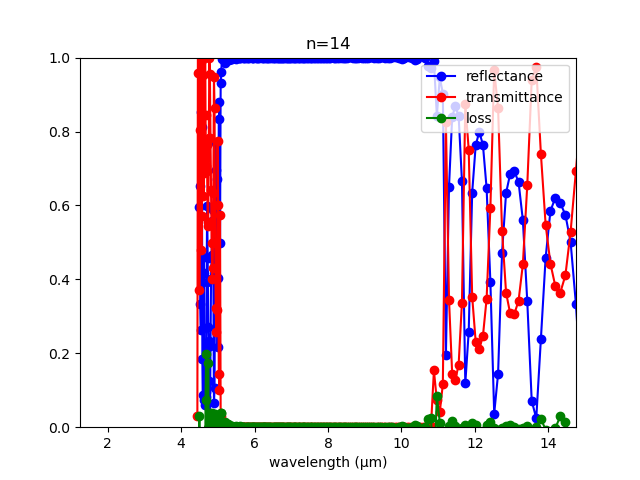 n=14
reflectance
transmittance
loss
1.0
0.8
0.6
0.4
0.2
0.0
2 4 6 8 10 12 14
wavelength (μm)